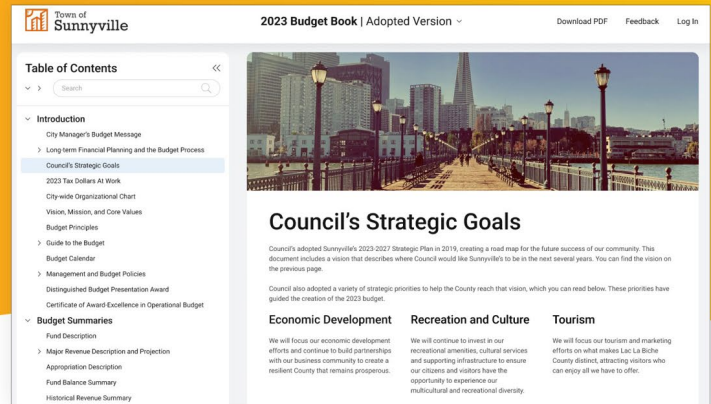 Town of
Sunnyville
2023 Budget Book | Adopted Version
Download PDF
Feedback
Log In
Table of Contents
Search
Introduction
City Manager's Budget Message
Long-term Financial Planning and the Budget Process
Council's Strategic Goals
2023 Tax Dollars At Work
City-wide Organizational Chart
Vision, Mission, and Core Values
Budget Principles
Guide to the Budget
Budget Calendar
Management and Budget Policies
Distinguished Budget Presentation Award
Certificate of Award-Excellence in Operational Budget
Budget Summaries
Fund Description
Major Revenue Description and Projection
Appropriation Description
Fund Balance Summary
Historical Revenue Summary
Council's Strategic Goals
Council's adopted Sunnyville's 2023-2027 Strategic Plan in 2019, creating a road map for the future success of our community. This
document includes a vision that describes where Council would like Sunnyville's to be in the next several years. You can find the vision on
the previous page.
Council also adopted a variety of strategic priorities to help the County reach that vision, which you can read below. These priorities have
guided the creation of the 2023 budget.
Economic Development
We will focus our economic development
efforts and continue to build partnerships
with our business community to create a
resilient County that remains prosperous.
Recreation and Culture
We will continue to invest in our
recreational amenities, cultural services
and supporting infrastructure to ensure
our citizens and visitors have the
opportunity to experience our
multicultural and recreational diversity.
Tourism
We will focus our tourism and marketing
efforts on what makes Lac La Biche
County distinct, attracting visitors who
can enjoy all we have to offer.